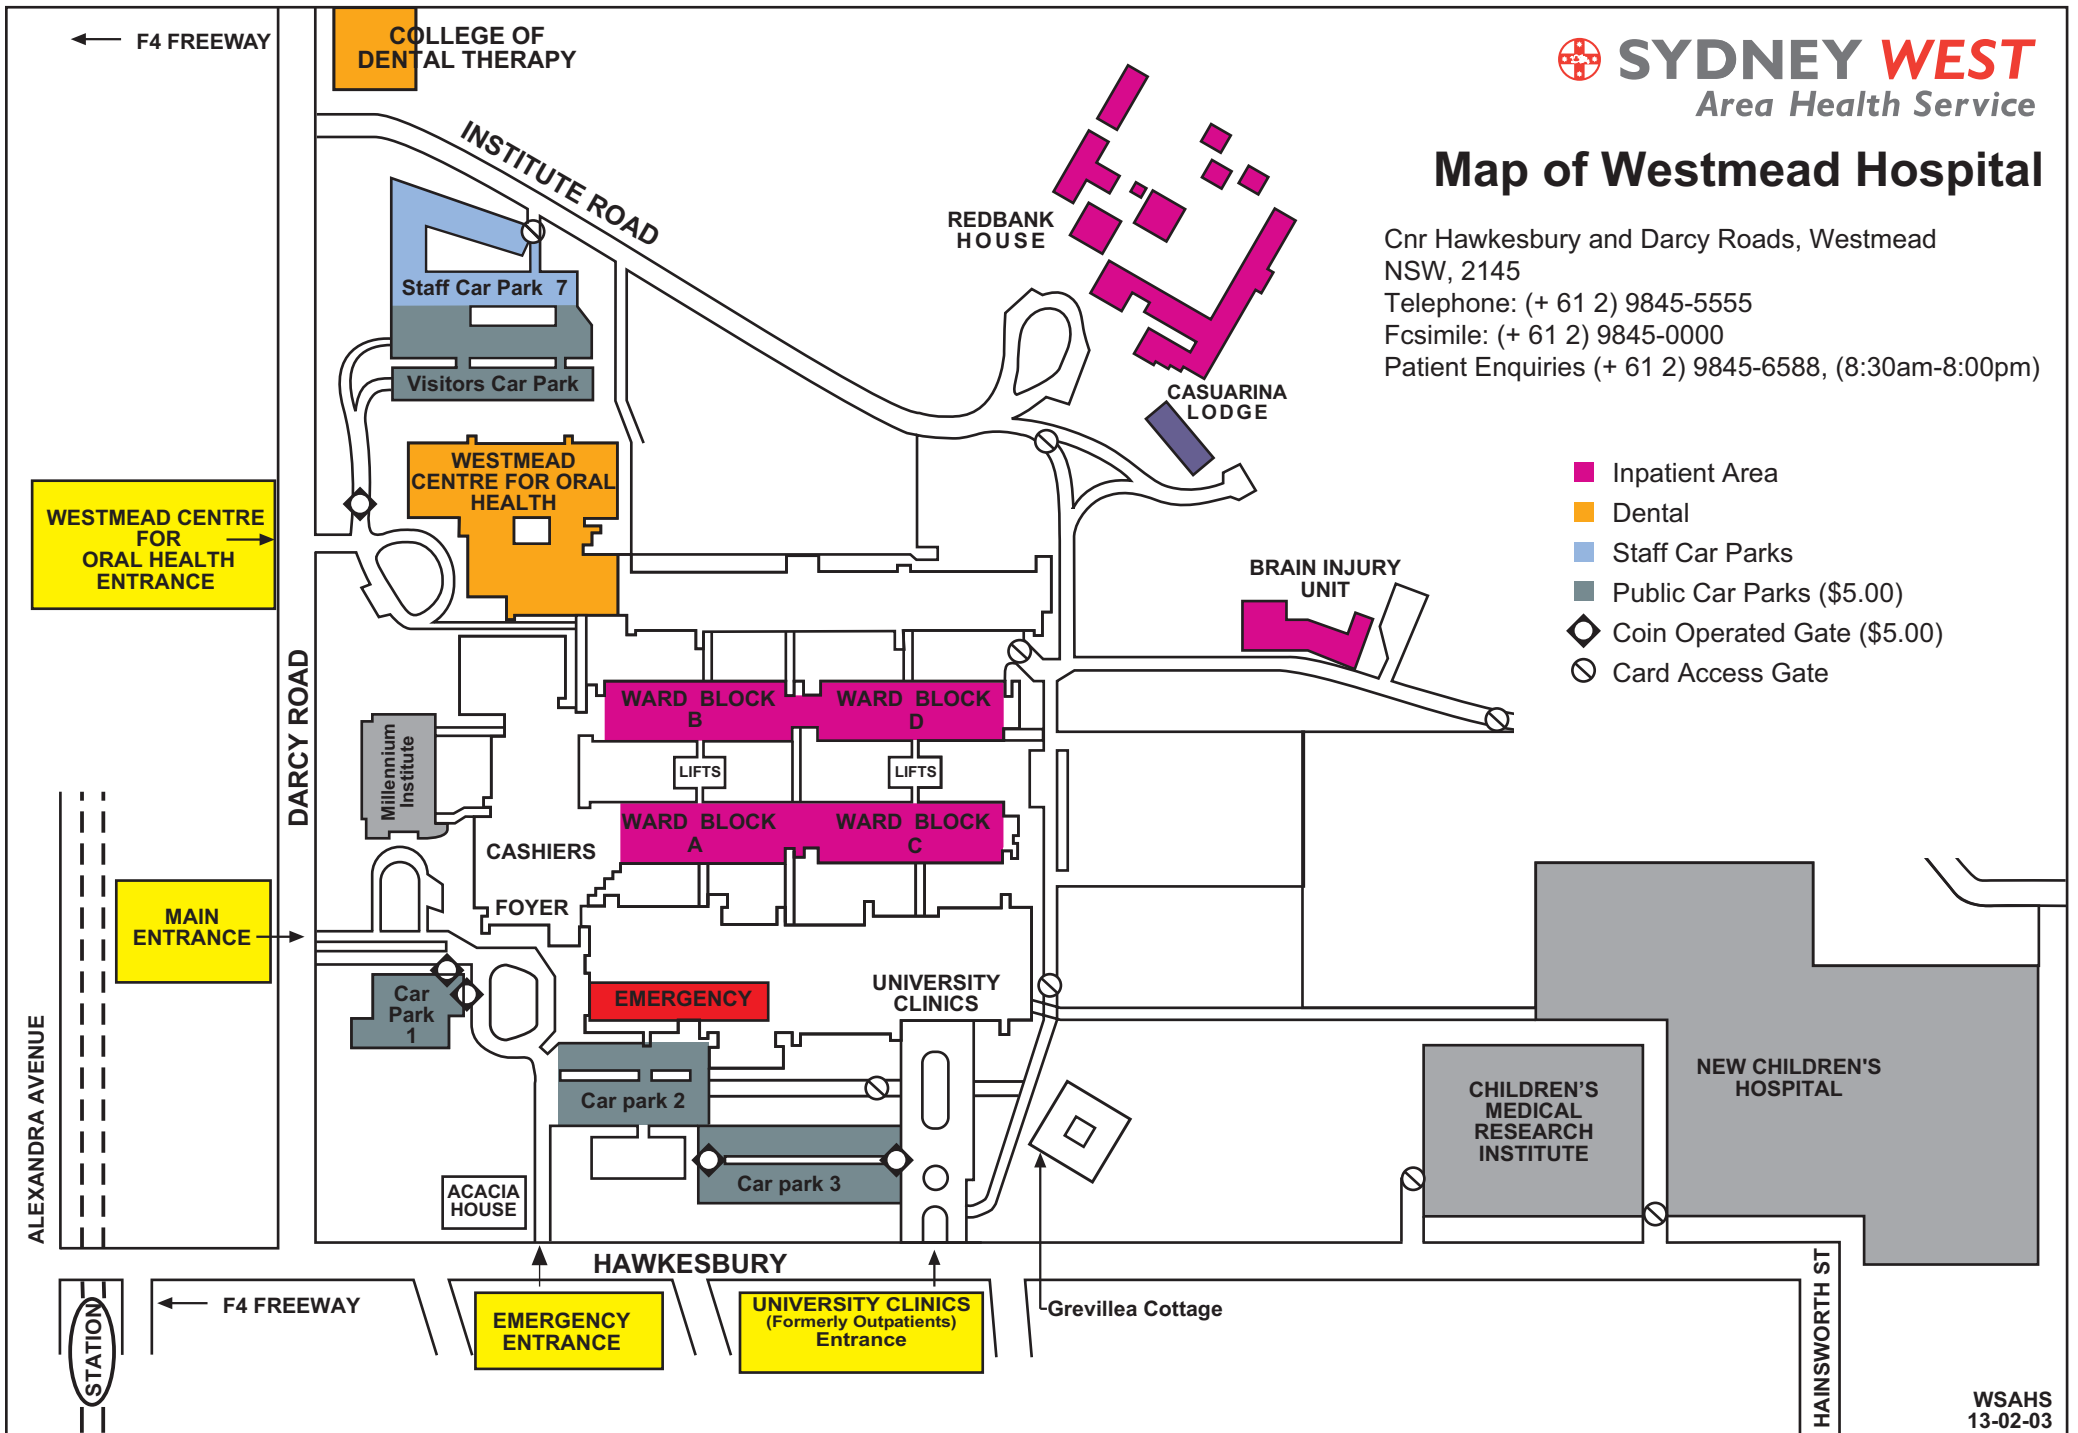 F4 FREEWAY
COLLEGE OF
DENTAL THERAPY
SYDNEY WEST
Area Health Service
Map of Westmead Hospital
Cnr Hawkesbury and Darcy Roads, Westmead
NSW, 2145
Telephone: (+ 61 2) 9845-5555
Fcsimile: (+ 61 2) 9845-0000
Patient Enquiries (+ 61 2) 9845-6588, (8:30am-8:00pm)
INSTITUTE ROAD
REDBANK
HOUSE
Staff Car Park 7
Visitors Car Park
CASUARINA
LODGE
WESTMEAD
CENTRE FOR ORAL
HEALTH
Inpatient Area
Dental
Staff Car Parks
Public Car Parks ($5.00)
Coin Operated Gate ($5.00)
Card Access Gate
WESTMEAD CENTRE
FOR
ORAL HEALTH
ENTRANCE
BRAIN INJURY
UNIT
DARCY ROAD
WARD BLOCK
B
WARD BLOCK
D
Millennium
Institute
LIFTS
LIFTS
WARD BLOCK
A
WARD BLOCK
C
CASHIERS
FOYER
MAIN
ENTRANCE
Car
Park
1
EMERGENCY
UNIVERSITY
CLINICS
ALEXANDRA AVENUE
Car park 2
Car park 3
ACACIA
HOUSE
CHILDREN'S
MEDICAL
RESEARCH
INSTITUTE
NEW CHILDREN'S
HOSPITAL
HAWKESBURY
F4 FREEWAY
STATION
EMERGENCY
ENTRANCE
UNIVERSITY CLINICS
(Formerly Outpatients)
Entrance
Grevillea Cottage
HAINSWORTH ST
WSAHS
13-02-03